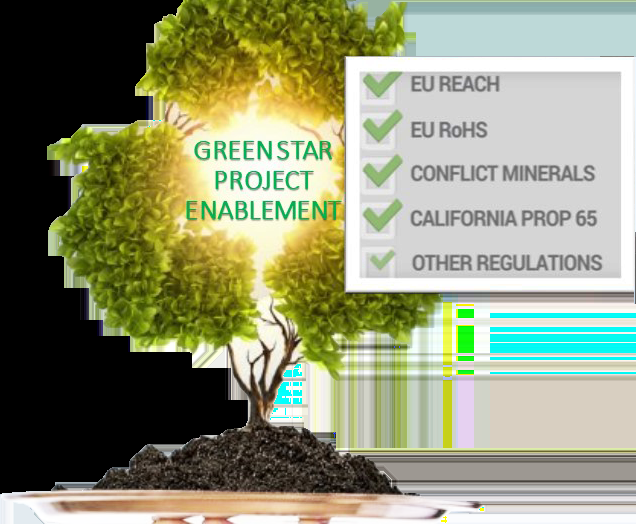 GREEN STAR
PROJECT
ENABLEMENT
EU REACH
EU RoHS
CONFLICT MINERALS
CALIFORNIA PROP 65
OTHER REGULATIONS